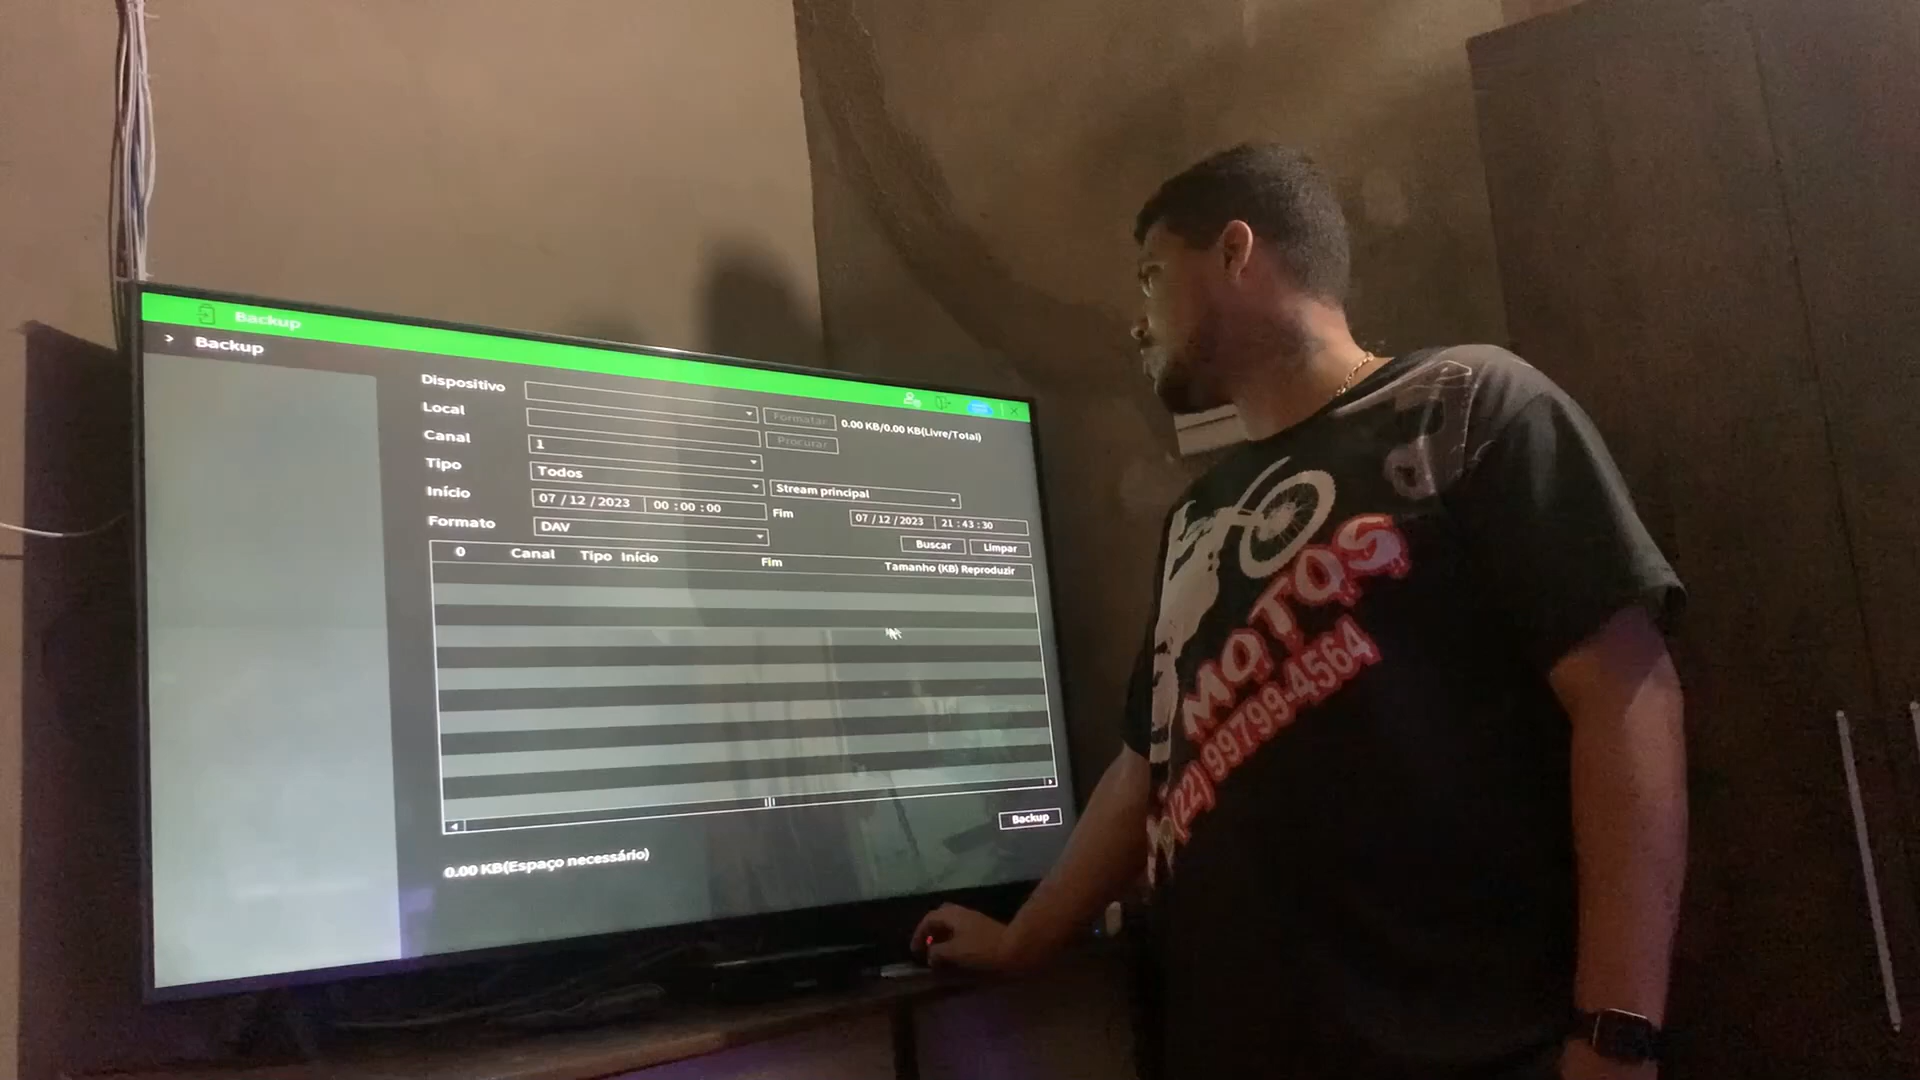 Backup
> Backup
Dispositivo
Local Formatar 0.00 KB/0.00 KB(Livre/Total)
Canal 1 Procurar
Tipo Todos Stream principal
Início 07 / 12 / 2023 00 : 00 : 00 Fim 07 / 12 / 2023 21 : 43 : 30
Formato DAV Buscar Limpar
0 Canal Tipo Início Fim Tamanho (KB) Reproduzir
Backup
0.00 KB(Espaço necessário)
MOTOS
(22) 99799-4564